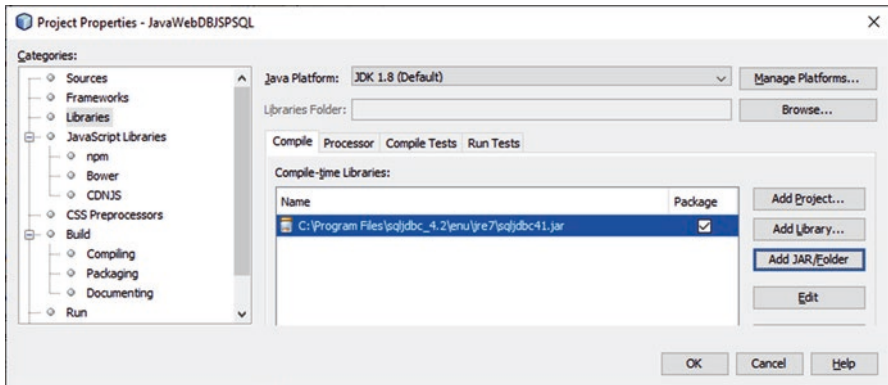 Project Properties - JavaWebDBJSPSQL
Categories:
Sources
Frameworks
Libraries
JavaScript Libraries
npm
Bower
CDNJS
CSS Preprocessors
Build
Compiling
Packaging
Documenting
Run
Java Platform: JDK 1.8 (Default) Manage Platforms...
Libraries Folder: Browse...
Compile Processor Compile Tests Run Tests
Compile-time Libraries:
Name Package
C:\Program Files\sqljdbc_4.2\enu\jre7\sqljdbc41.jar
Add Project...
Add Library...
Add JAR/Folder
Edit
OK Cancel Help